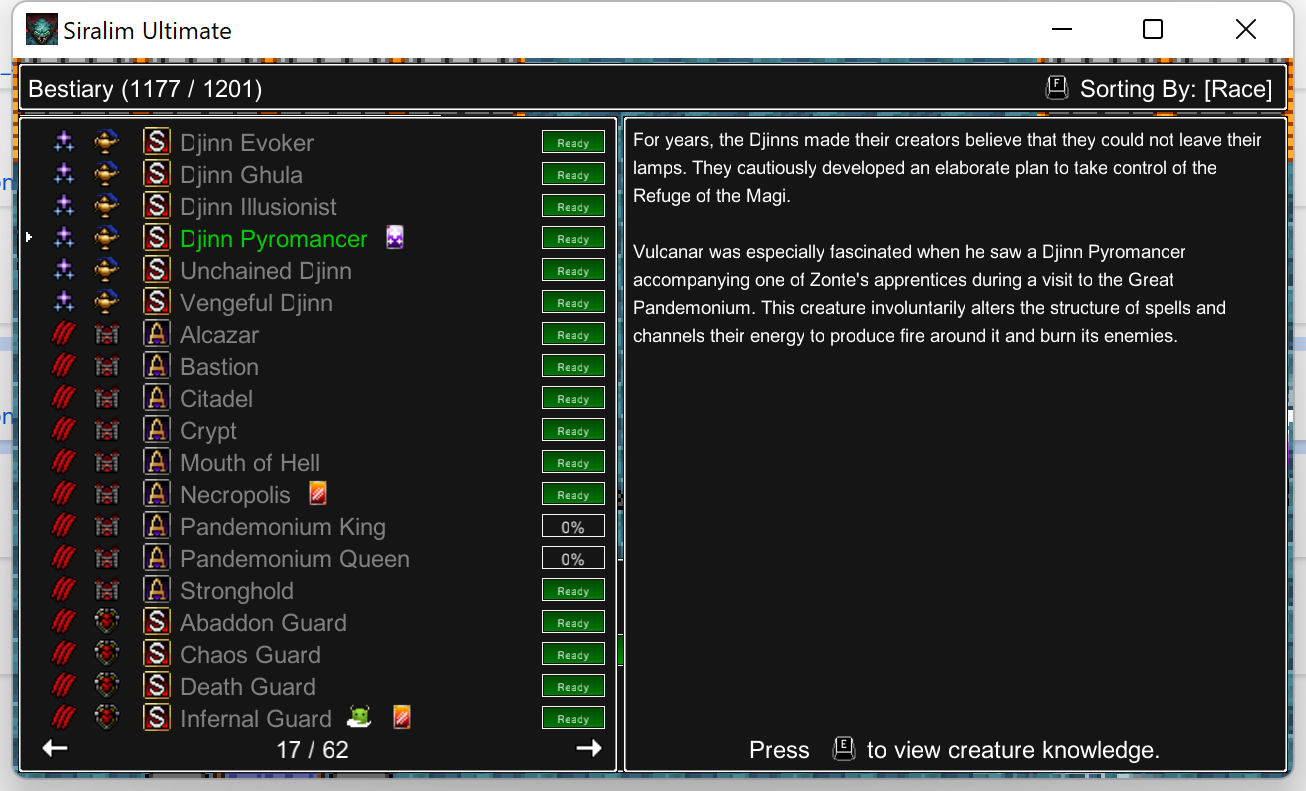 Siralim Ultimate
Bestiary (1177 / 1201)
F Sorting By: [Race]
S Djinn Evoker Ready
S Djinn Ghula Ready
S Djinn Illusionist Ready
S Djinn Pyromancer Ready
S Unchained Djinn Ready
S Vengeful Djinn Ready
A Alcazar Ready
A Bastion Ready
A Citadel Ready
A Crypt Ready
A Mouth of Hell Ready
A Necropolis Ready
A Pandemonium King 0%
A Pandemonium Queen 0%
A Stronghold Ready
S Abaddon Guard Ready
S Chaos Guard Ready
S Death Guard Ready
S Infernal Guard Ready
17 / 62
For years, the Djinns made their creators believe that they could not leave their
lamps. They cautiously developed an elaborate plan to take control of the
Refuge of the Magi.
Vulcanar was especially fascinated when he saw a Djinn Pyromancer
accompanying one of Zonte's apprentices during a visit to the Great
Pandemonium. This creature involuntarily alters the structure of spells and
channels their energy to produce fire around it and burn its enemies.
Press E to view creature knowledge.